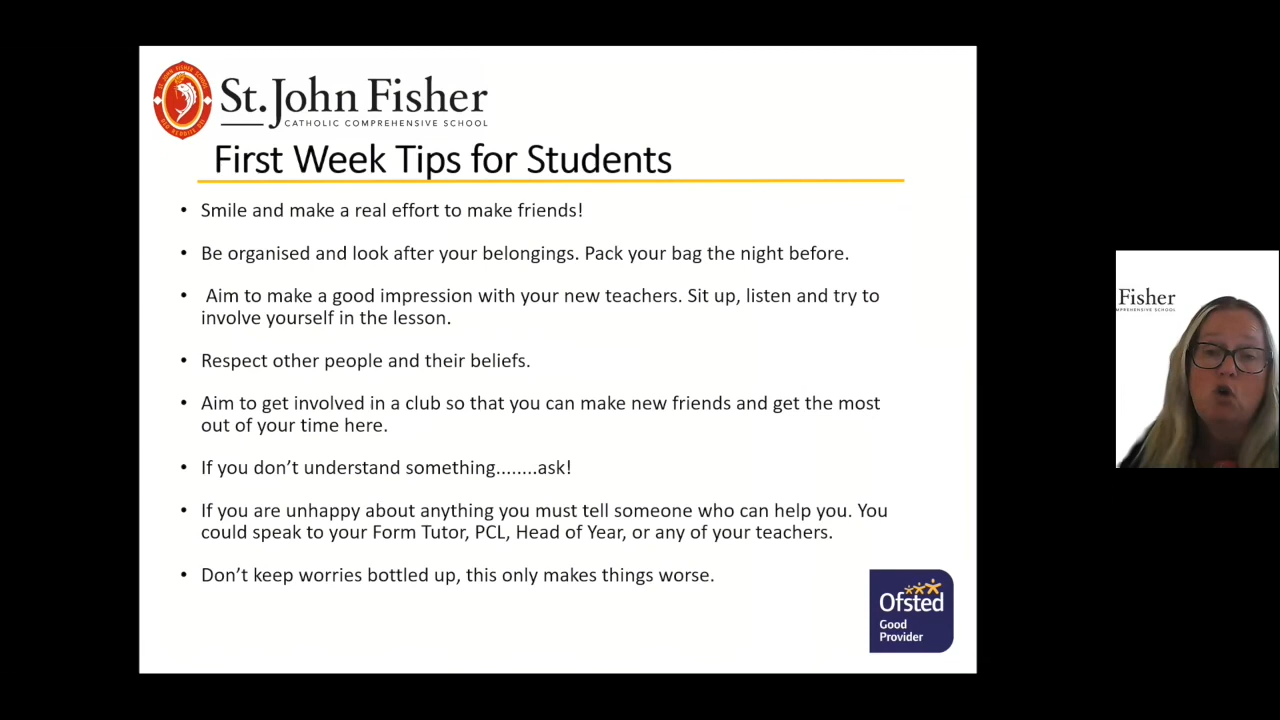 St. John Fisher
CATHOLIC COMPREHENSIVE SCHOOL
First Week Tips for Students
• Smile and make a real effort to make friends!
• Be organised and look after your belongings. Pack your bag the night before.
• Aim to make a good impression with your new teachers. Sit up, listen and try to
involve yourself in the lesson.
• Respect other people and their beliefs.
• Aim to get involved in a club so that you can make new friends and get the most
out of your time here.
• If you don’t understand something........ask!
• If you are unhappy about anything you must tell someone who can help you. You
could speak to your Form Tutor, PCL, Head of Year, or any of your teachers.
• Don’t keep worries bottled up, this only makes things worse.
Ofsted
Good
Provider
Fisher